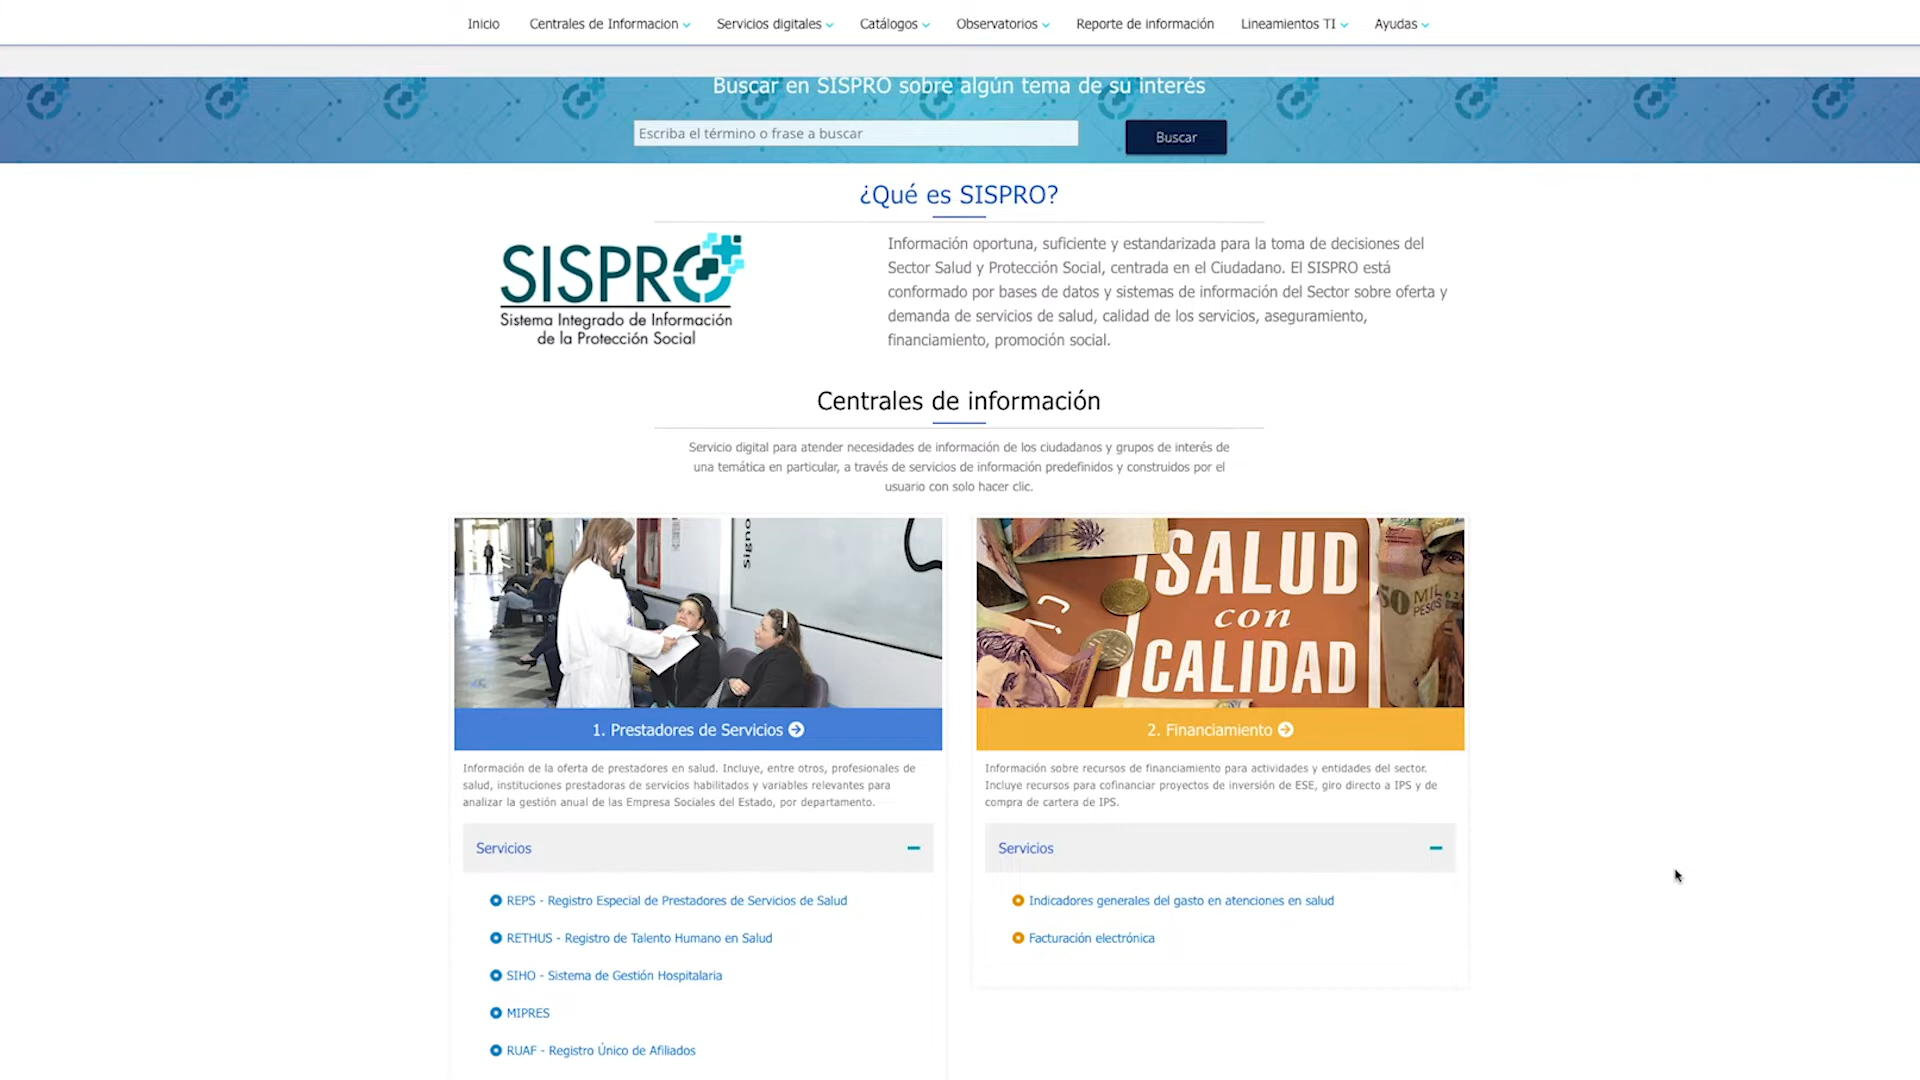 Inicio
Centrales de Informacion
Servicios digitales
Catálogos
Observatorios
Reporte de información
Lineamientos TI
Ayudas
Buscar en SISPRO sobre algún tema de su interés
Escriba el término o frase a buscar
Buscar
¿Qué es SISPRO?
SISPRO
Sistema Integrado de Información
de la Protección Social
Información oportuna, suficiente y estandarizada para la toma de decisiones del
Sector Salud y Protección Social, centrada en el Ciudadano. El SISPRO está
conformado por bases de datos y sistemas de información del Sector sobre oferta y
demanda de servicios de salud, calidad de los servicios, aseguramiento,
financiamiento, promoción social.
Centrales de información
Servicio digital para atender necesidades de información de los ciudadanos y grupos de interés de
una temática en particular, a través de servicios de información predefinidos y construidos por el
usuario con solo hacer clic.
Signo
1. Prestadores de Servicios
Información de la oferta de prestadores en salud. Incluye, entre otros, profesionales de
salud, instituciones prestadoras de servicios habilitados y variables relevantes para
analizar la gestión anual de las Empresa Sociales del Estado, por departamento.
Servicios
REPS - Registro Especial de Prestadores de Servicios de Salud
RETHUS - Registro de Talento Humano en Salud
SIHO - Sistema de Gestión Hospitalaria
MIPRES
RUAF - Registro Único de Afiliados
SALUD
con
CALIDAD
50 MIL
PESOS
2. Financiamiento
Información sobre recursos de financiamiento para actividades y entidades del sector.
Incluye recursos para cofinanciar proyectos de inversión de ESE, giro directo a IPS y de
compra de cartera de IPS.
Servicios
Indicadores generales del gasto en atenciones en salud
Facturación electrónica